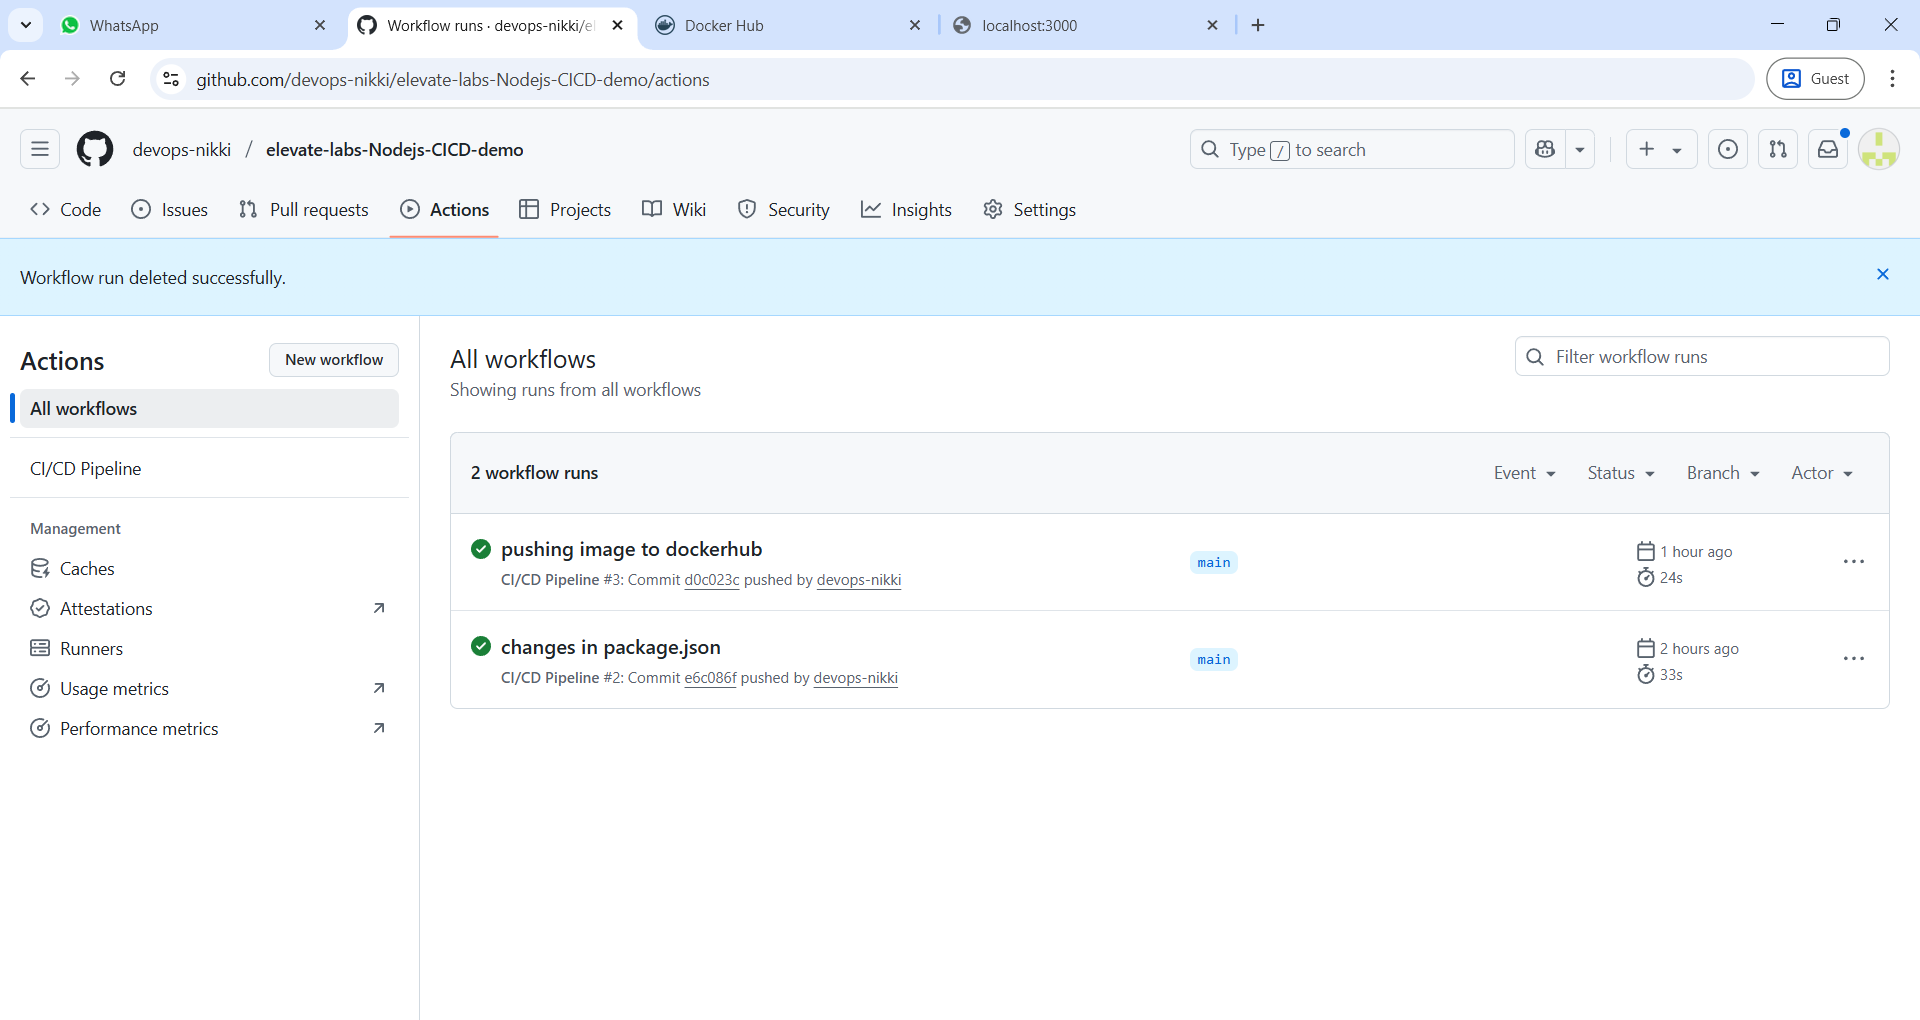 WhatsApp
Workflow runs · devops-nikki/el
Docker Hub
localhost:3000
github.com/devops-nikki/elevate-labs-Nodejs-CICD-demo/actions
Guest
devops-nikki / elevate-labs-Nodejs-CICD-demo
Type / to search
Code
Issues
Pull requests
Actions
Projects
Wiki
Security
Insights
Settings
Workflow run deleted successfully.
Actions
New workflow
All workflows
CI/CD Pipeline
Management
Caches
Attestations
Runners
Usage metrics
Performance metrics
All workflows
Showing runs from all workflows
Filter workflow runs
2 workflow runs
Event
Status
Branch
Actor
pushing image to dockerhub
CI/CD Pipeline #3: Commit d0c023c pushed by devops-nikki
main
1 hour ago
24s
changes in package.json
CI/CD Pipeline #2: Commit e6c086f pushed by devops-nikki
main
2 hours ago
33s